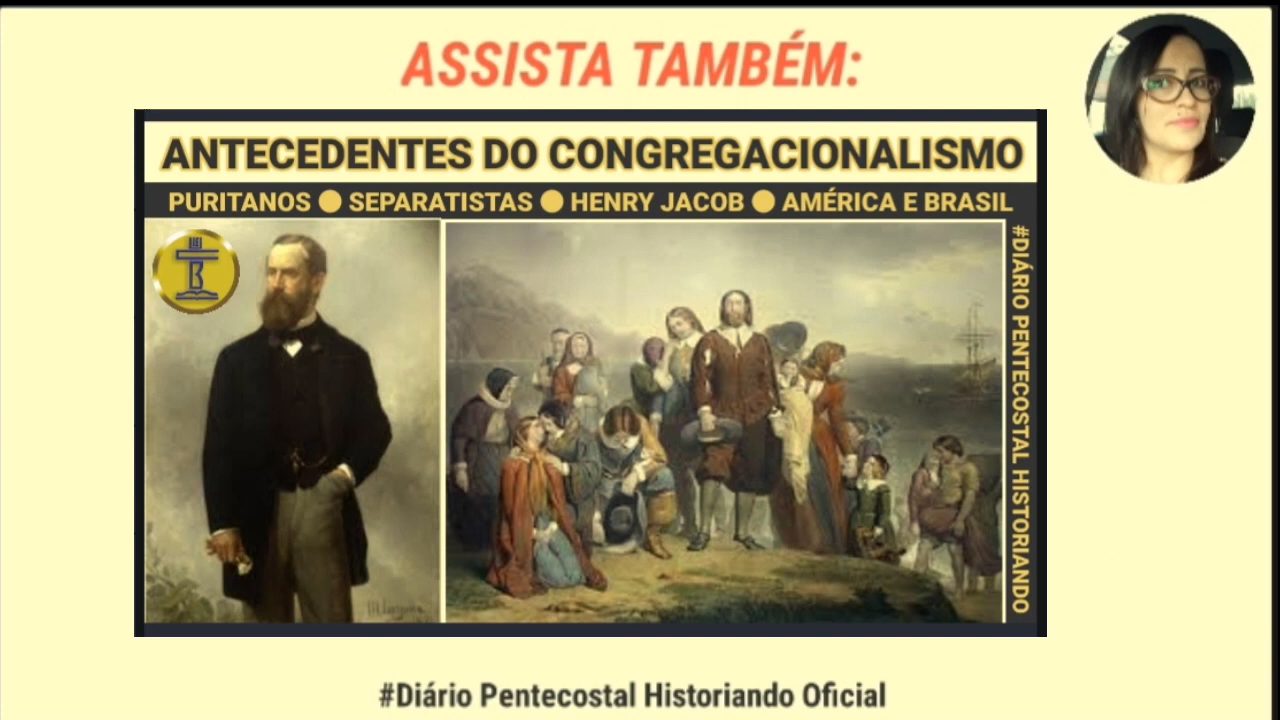 ASSISTA TAMBÉM:
ANTECEDENTES DO CONGREGACIONALISMO
PURITANOS ● SEPARATISTAS ● HENRY JACOB ● AMÉRICA E BRASIL
#DIÁRIO PENTECOSTAL HISTORIANDO
#Diário Pentecostal Historiando Oficial